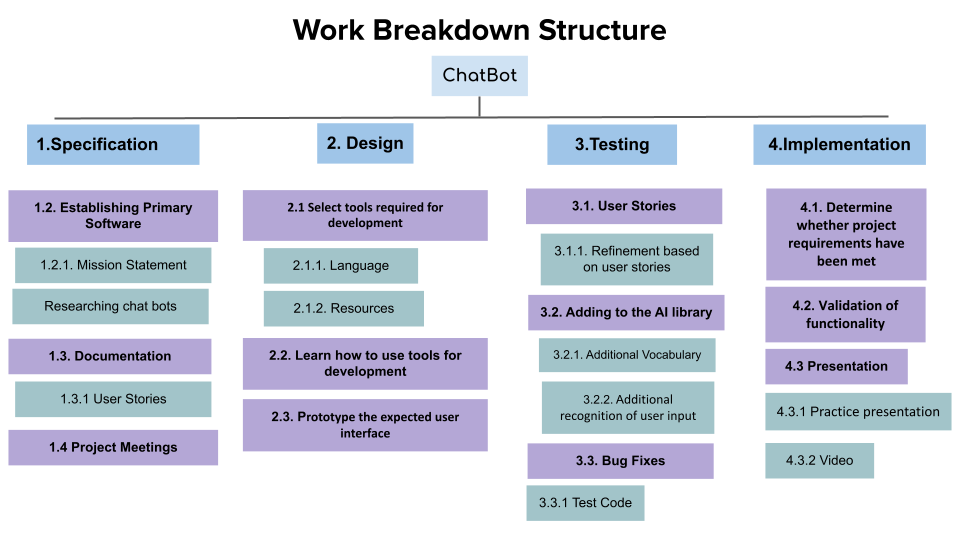 Work Breakdown Structure
ChatBot
1.Specification
1.2. Establishing Primary
Software
1.2.1. Mission Statement
Researching chat bots
1.3. Documentation
1.3.1 User Stories
1.4 Project Meetings
2. Design
2.1 Select tools required for
development
2.1.1. Language
2.1.2. Resources
2.2. Learn how to use tools for
development
2.3. Prototype the expected user
interface
3.Testing
3.1. User Stories
3.1.1. Refinement based
on user stories
3.2. Adding to the AI library
3.2.1. Additional Vocabulary
3.2.2. Additional
recognition of user input
3.3. Bug Fixes
3.3.1 Test Code
4.Implementation
4.1. Determine
whether project
requirements have
been met
4.2. Validation of
functionality
4.3 Presentation
4.3.1 Practice presentation
4.3.2 Video